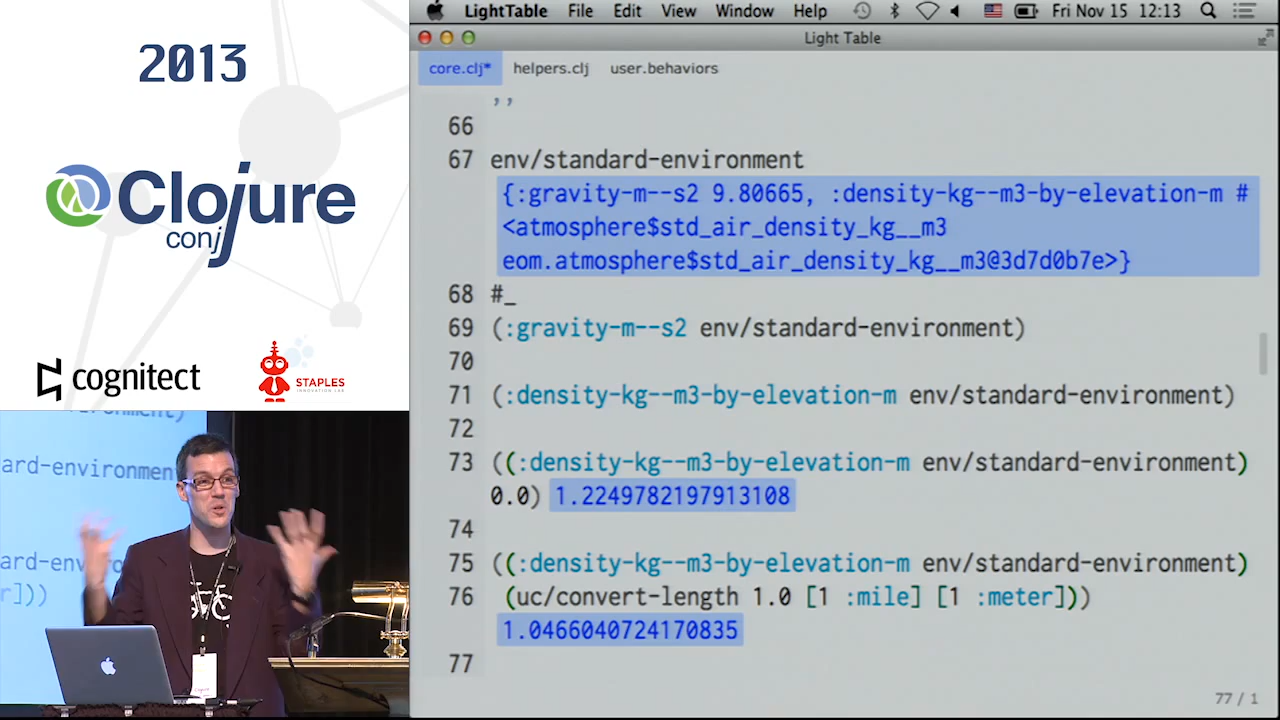 2013
Clojure
conj
cognitect
STAPLES
INNOVATION LAB
ard-environment
ard-environ
r]))
LightTable File Edit View Window Help Fri Nov 15 12:13
Light Table
core.clj* helpers.clj user.behaviors
,,
66
67 env/standard-environment
{:gravity-m--s2 9.80665, :density-kg--m3-by-elevation-m #
<atmosphere$std_air_density_kg__m3
eom.atmosphere$std_air_density_kg__m3@3d7d0b7e>}
68 #_
69 (:gravity-m--s2 env/standard-environment)
70
71 (:density-kg--m3-by-elevation-m env/standard-environment)
72
73 ((:density-kg--m3-by-elevation-m env/standard-environment)
0.0) 1.2249782197913108
74
75 ((:density-kg--m3-by-elevation-m env/standard-environment)
76 (uc/convert-length 1.0 [1 :mile] [1 :meter]))
1.0466040724170835
77
77 / 1